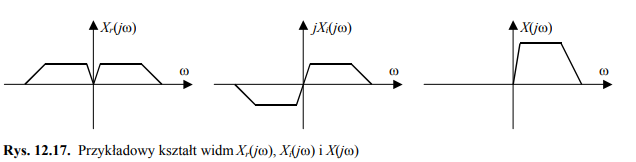 Xᵣ(jω) jXᵢ(jω) X(jω)
ω ω ω
Rys. 12.17. Przykładowy kształt widm Xᵣ(jω), Xᵢ(jω) i X(jω)